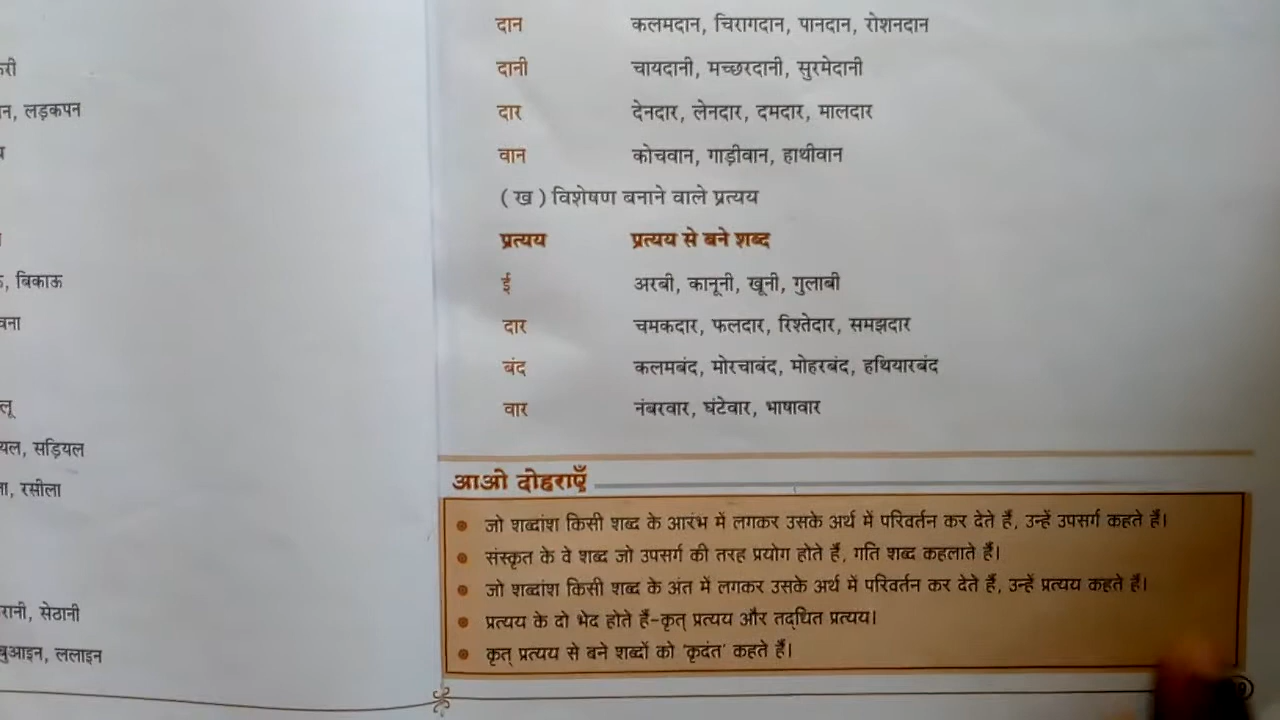 लड़कपन
बिकाऊ
सड़ियल
रसीला
सेठानी
ललाइन
दान कलमदान, चिरागदान, पानदान, रोशनदान
दानी चायदानी, मच्छरदानी, सुरमेदानी
दार देनदार, लेनदार, दमदार, मालदार
वान कोचवान, गाड़ीवान, हाथीवान
( ख ) विशेषण बनाने वाले प्रत्यय
प्रत्यय प्रत्यय से बने शब्द
ई अरबी, कानूनी, खूनी, गुलाबी
दार चमकदार, फलदार, रिश्तेदार, समझदार
बंद कलमबंद, मोरचाबंद, मोहरबंद, हथियारबंद
वार नंबरवार, घंटेवार, भाषावार
आओ दोहराएँ
• जो शब्दांश किसी शब्द के आरंभ में लगकर उसके अर्थ में परिवर्तन कर देते हैं, उन्हें उपसर्ग कहते हैं।
• संस्कृत के वे शब्द जो उपसर्ग की तरह प्रयोग होते हैं, गति शब्द कहलाते हैं।
• जो शब्दांश किसी शब्द के अंत में लगकर उसके अर्थ में परिवर्तन कर देते हैं, उन्हें प्रत्यय कहते हैं।
• प्रत्यय के दो भेद होते हैं-कृत् प्रत्यय और तद्धित प्रत्यय।
• कृत् प्रत्यय से बने शब्दों को 'कृदंत' कहते हैं।